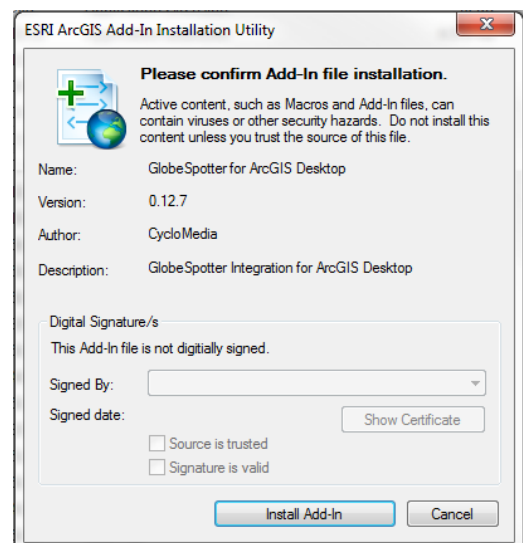 ESRI ArcGIS Add-In Installation Utility
Please confirm Add-In file installation.
Active content, such as Macros and Add-In files, can
contain viruses or other security hazards. Do not install this
content unless you trust the source of this file.
Name: GlobeSpotter for ArcGIS Desktop
Version: 0.12.7
Author: CycloMedia
Description: GlobeSpotter Integration for ArcGIS Desktop
Digital Signature/s
This Add-In file is not digitially signed.
Signed By:
Signed date: Show Certificate
Source is trusted
Signature is valid
Install Add-In Cancel